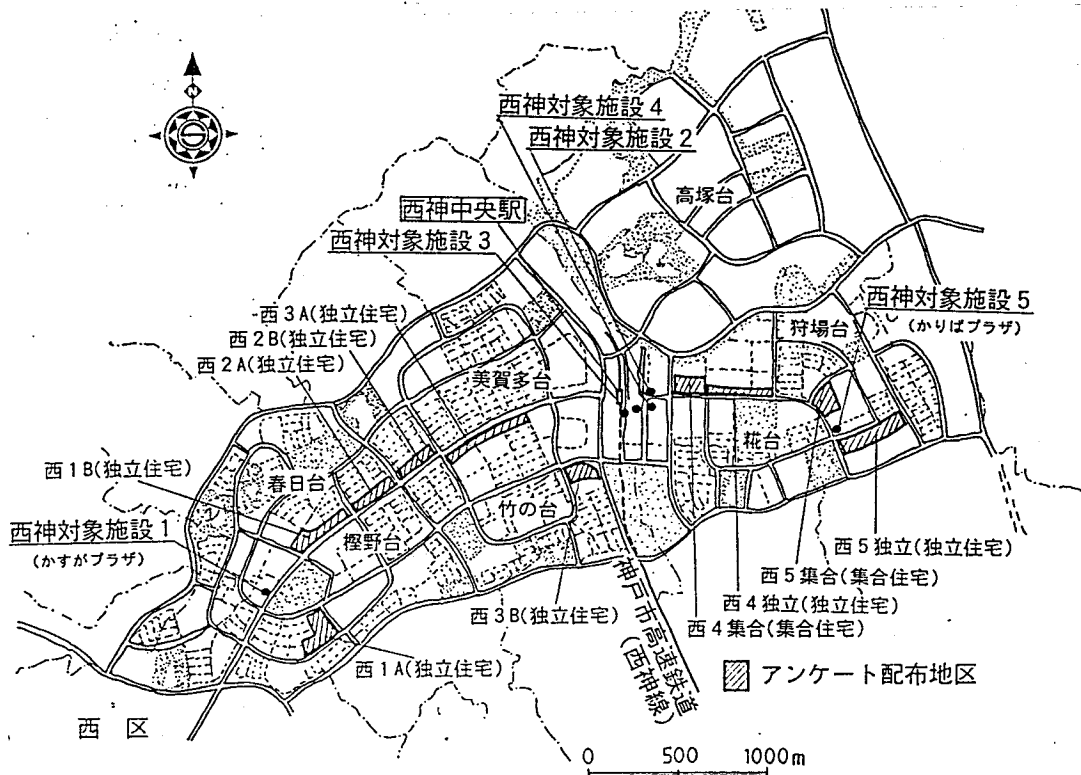 N
西神対象施設4
西神対象施設2
高塚台
西神中央駅
西神対象施設3
西神対象施設5
(かりばプラザ)
狩場台
西3A(独立住宅)
西2B(独立住宅)
西2A(独立住宅)
美賀多台
糀台
西1B(独立住宅)
春日台
竹の台
西神対象施設1
(かすがプラザ)
樫野台
西5独立(独立住宅)
西5集合(集合住宅)
西4独立(独立住宅)
西4集合(集合住宅)
西3B(独立住宅)
神戸市高速鉄道
(西神線)
西1A(独立住宅)
アンケート配布地区
西区
0 500 1000m